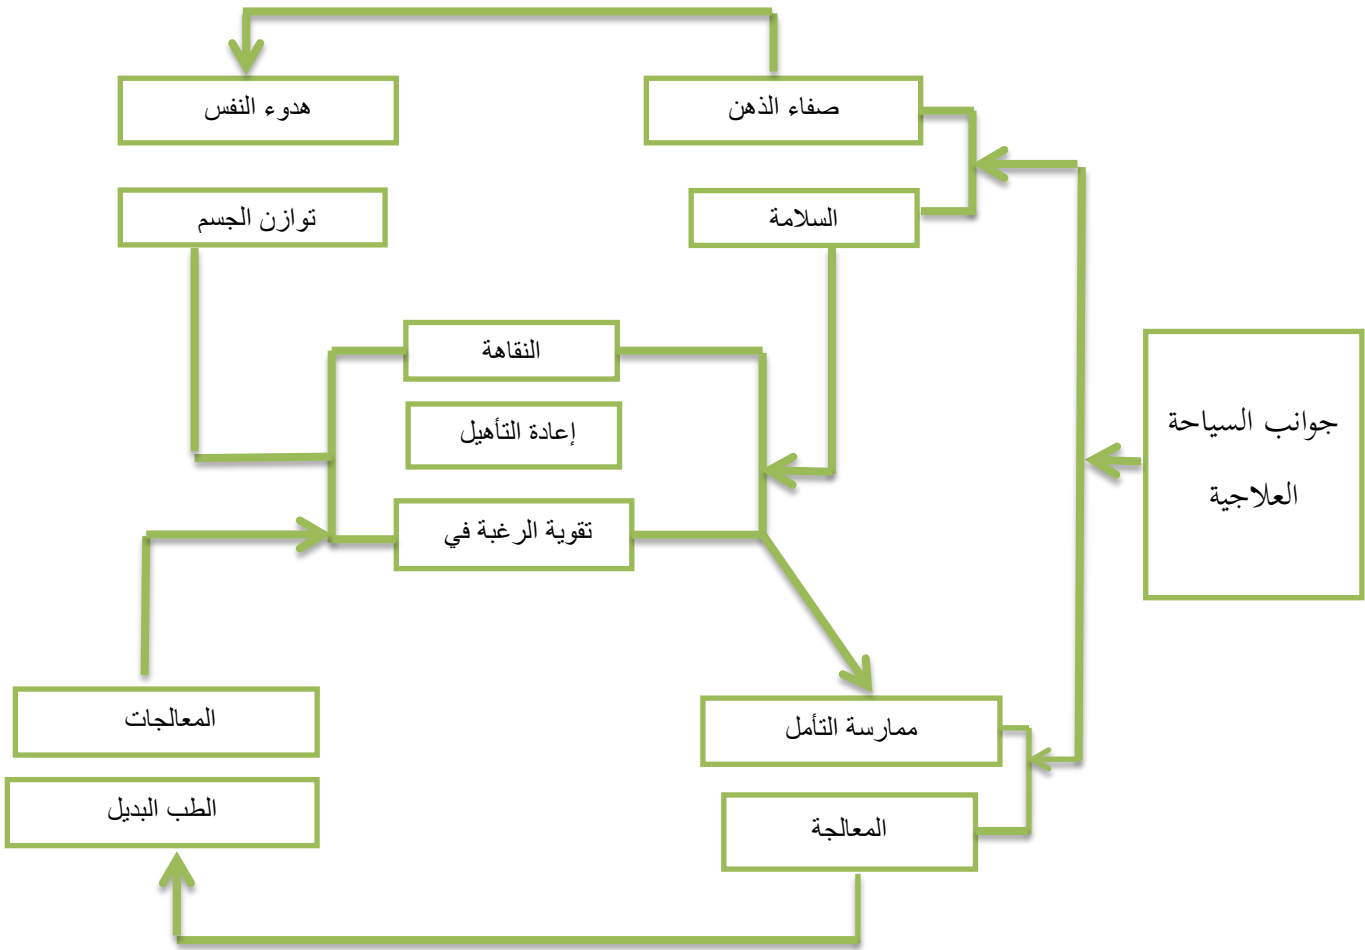 صفاء الذهن
هدوء النفس
السلامة
توازن الجسم
النقاهة
إعادة التأهيل
تقوية الرغبة في
جوانب السياحة
العلاجية
ممارسة التأمل
المعالجات
المعالجة
الطب البديل